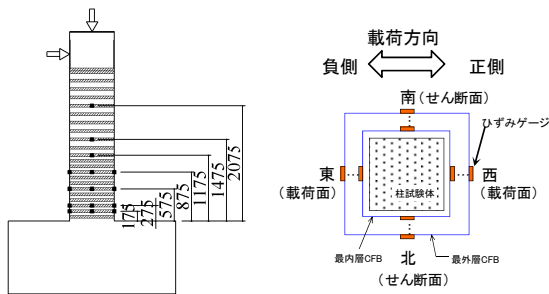 175
275
575
875
1175
1475
2075
載荷方向
負側
正側
南(せん断面)
ひずみゲージ
東
(載荷面)
西
(載荷面)
柱試験体
最内層CFB
最外層CFB
北
(せん断面)